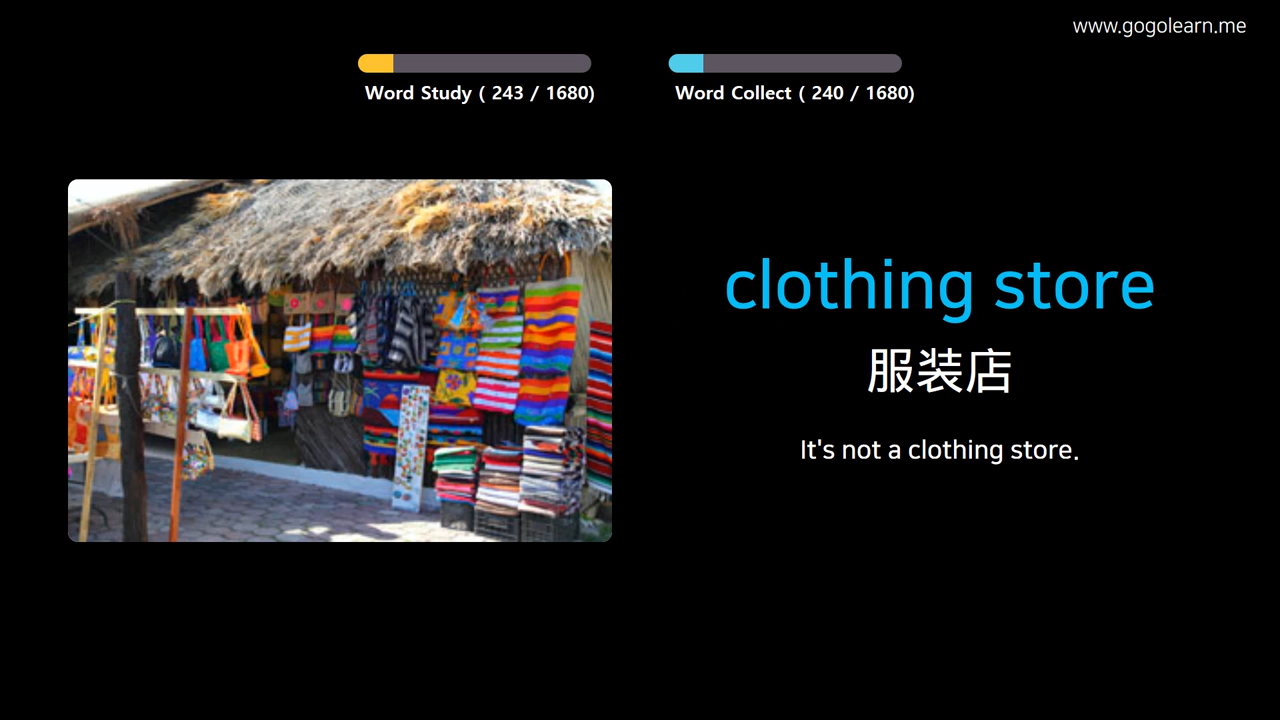 www.gogolearn.me
Word Study ( 243 / 1680)
Word Collect ( 240 / 1680)
clothing store
服装店
It's not a clothing store.